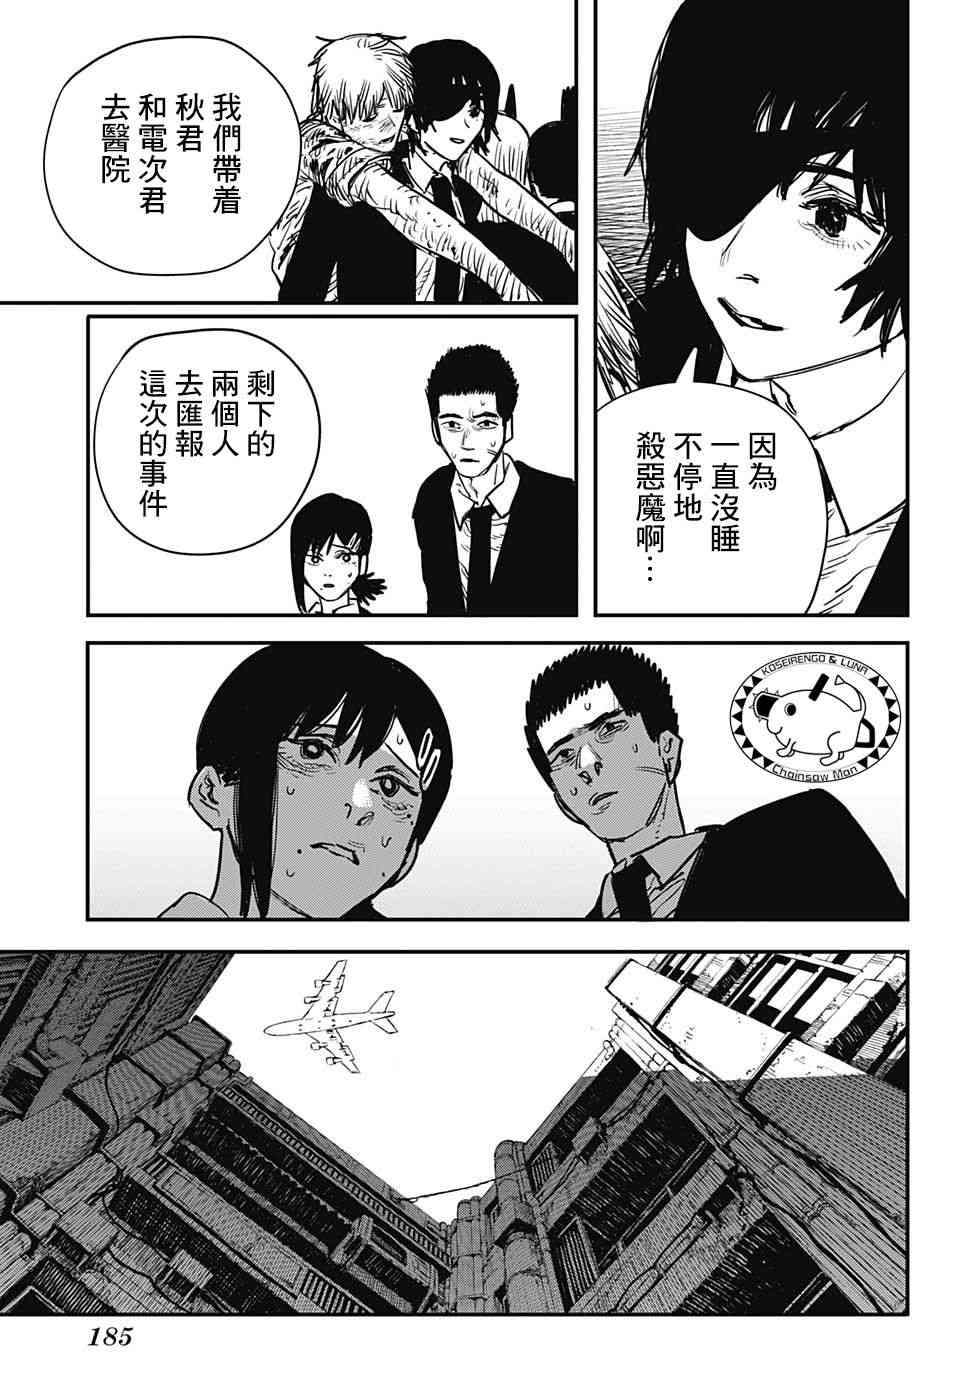 因為
一直沒睡
不停地
殺惡魔啊…
我們帶着
秋君
和電次君
去醫院
剩下的
兩個人
去匯報
這次的事件
KOSEIRENGO & LUNA
Chainsaw Man
185